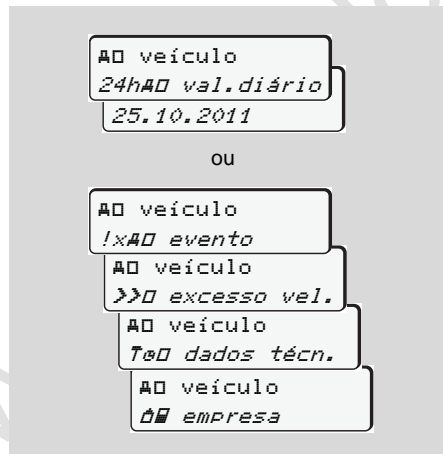 veículo
24h val.diário
25.10.2011
ou
veículo
!x evento
veículo
>> excesso vel.
veículo
T dados técn.
veículo
empresa